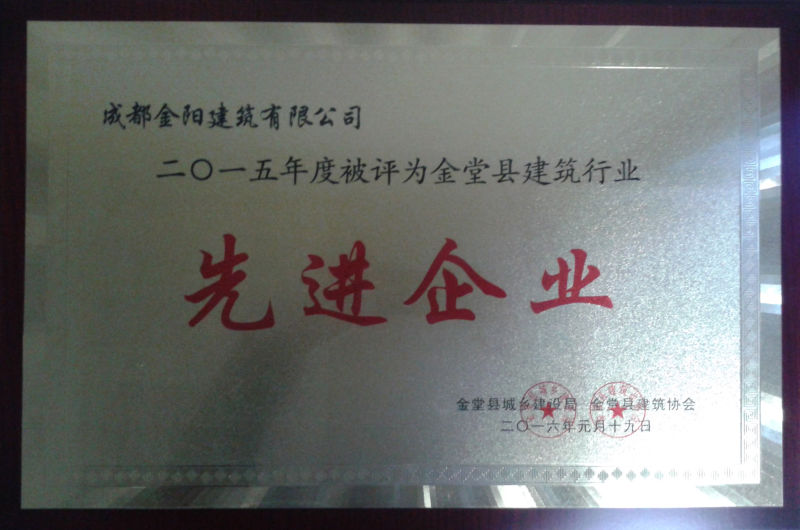 成都金阳建筑有限公司
二〇一五年度被评为金堂县建筑行业
先进企业
金堂县城乡建设局 金堂县建筑协会
二〇一六年元月十九日